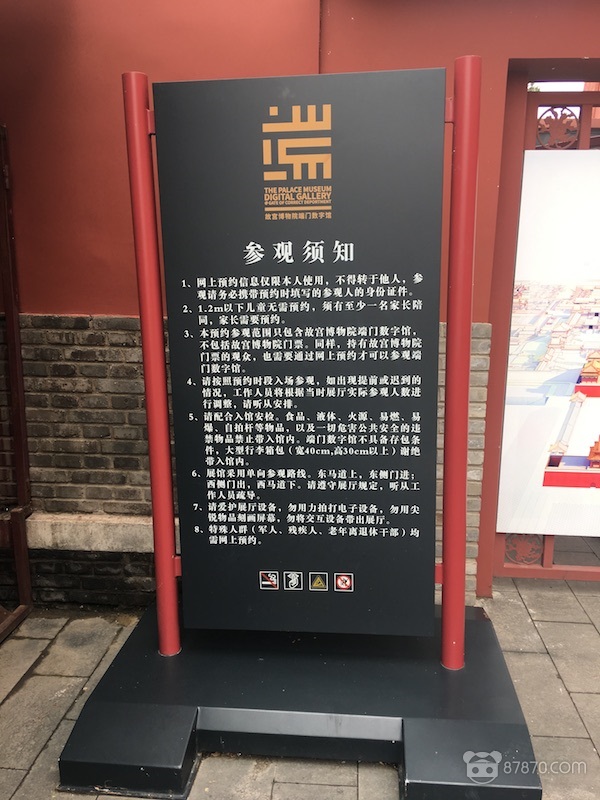 THE PALACE MUSEUM
DIGITAL GALLERY
@ GATE OF CORRECT DEPORTMENT
故宫博物院端门数字馆
参观须知
1、网上预约信息仅限本人使用，不得转于他人，参
观请务必携带预约时填写的参观人的身份证件。
2、1.2m以下儿童无需预约，须有至少一名家长陪
同，家长需要预约。
3、本预约参观范围只包含故宫博物院端门数字馆，
不包括故宫博物院门票。同样，持有故宫博物院
门票的观众，也需要通过网上预约才可以参观端
门数字馆。
4、请按照预约时段入场参观，如出现提前或迟到的
情况，工作人员将根据当时展厅实际参观人数进
行调整，请听从安排。
5、请配合入馆安检。食品、液体、火源、易燃、易
爆、自拍杆等物品，以及一切危害公共安全的违
禁物品禁止带入馆内。端门数字馆不具备存包条
件，大型行李箱包（宽40cm,高30cm以上）谢绝
带入馆内。
6、展馆采用单向参观路线，东马道上，东侧门进；
西侧门出，西马道下。请遵守展厅规定，听从工
作人员疏导。
7、请爱护展厅设备，勿用力拍打电子设备，勿用尖
锐物品刻画屏幕，勿将交互设备带出展厅。
8、特殊人群（军人、残疾人、老年离退休干部）均
需网上预约。
87870.com